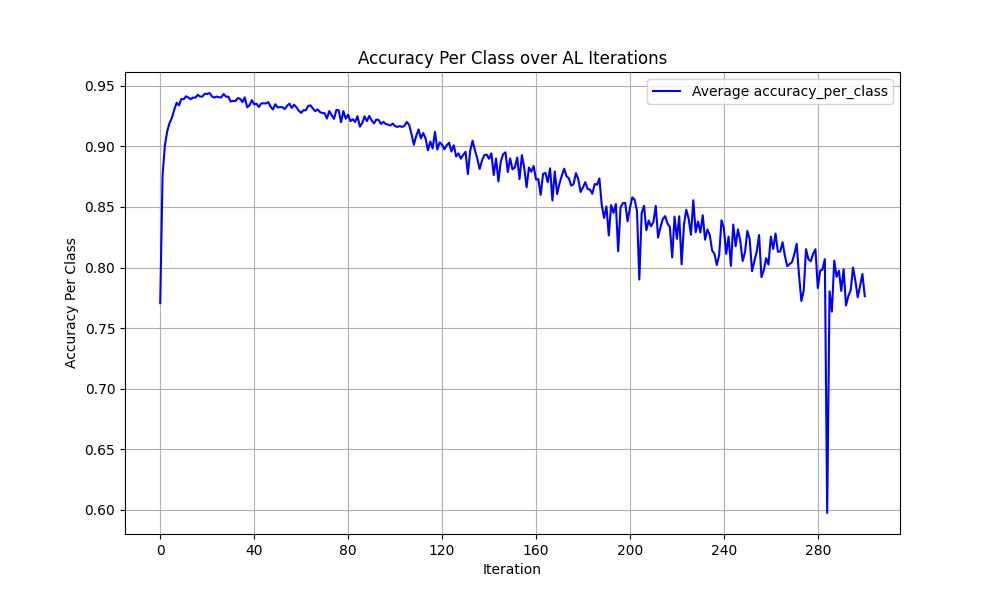 Accuracy Per Class over AL Iterations
Average accuracy_per_class
Accuracy Per Class
0.95
0.90
0.85
0.80
0.75
0.70
0.65
0.60
0 40 80 120 160 200 240 280
Iteration